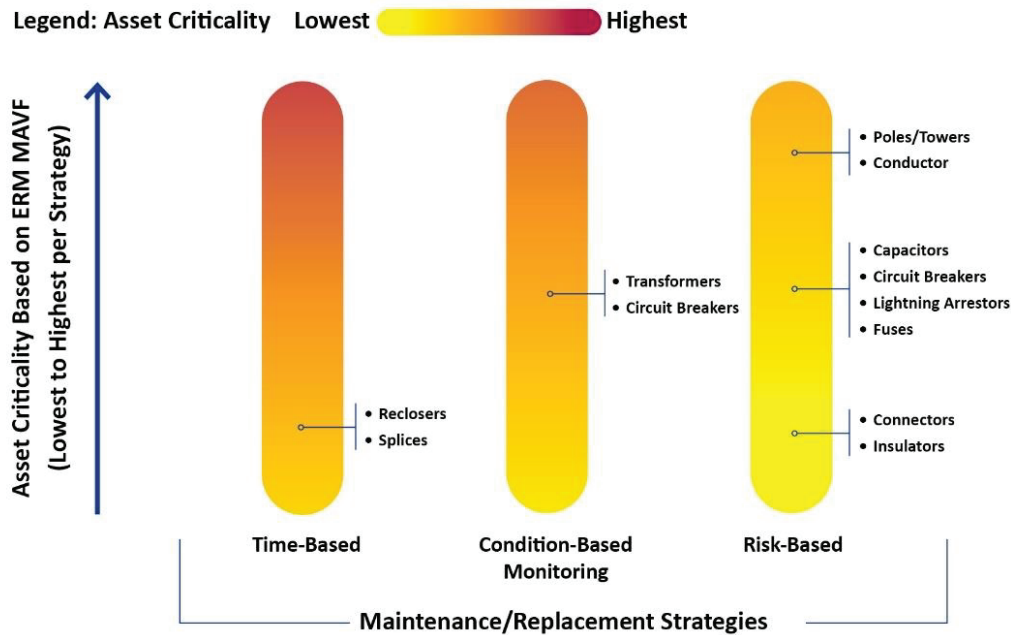 Legend: Asset Criticality Lowest Highest
Asset Criticality Based on ERM MAVF
(Lowest to Highest per Strategy)
• Reclosers
• Splices
• Transformers
• Circuit Breakers
• Poles/Towers
• Conductor
• Capacitors
• Circuit Breakers
• Lightning Arrestors
• Fuses
• Connectors
• Insulators
Time-Based
Condition-Based
Monitoring
Risk-Based
Maintenance/Replacement Strategies